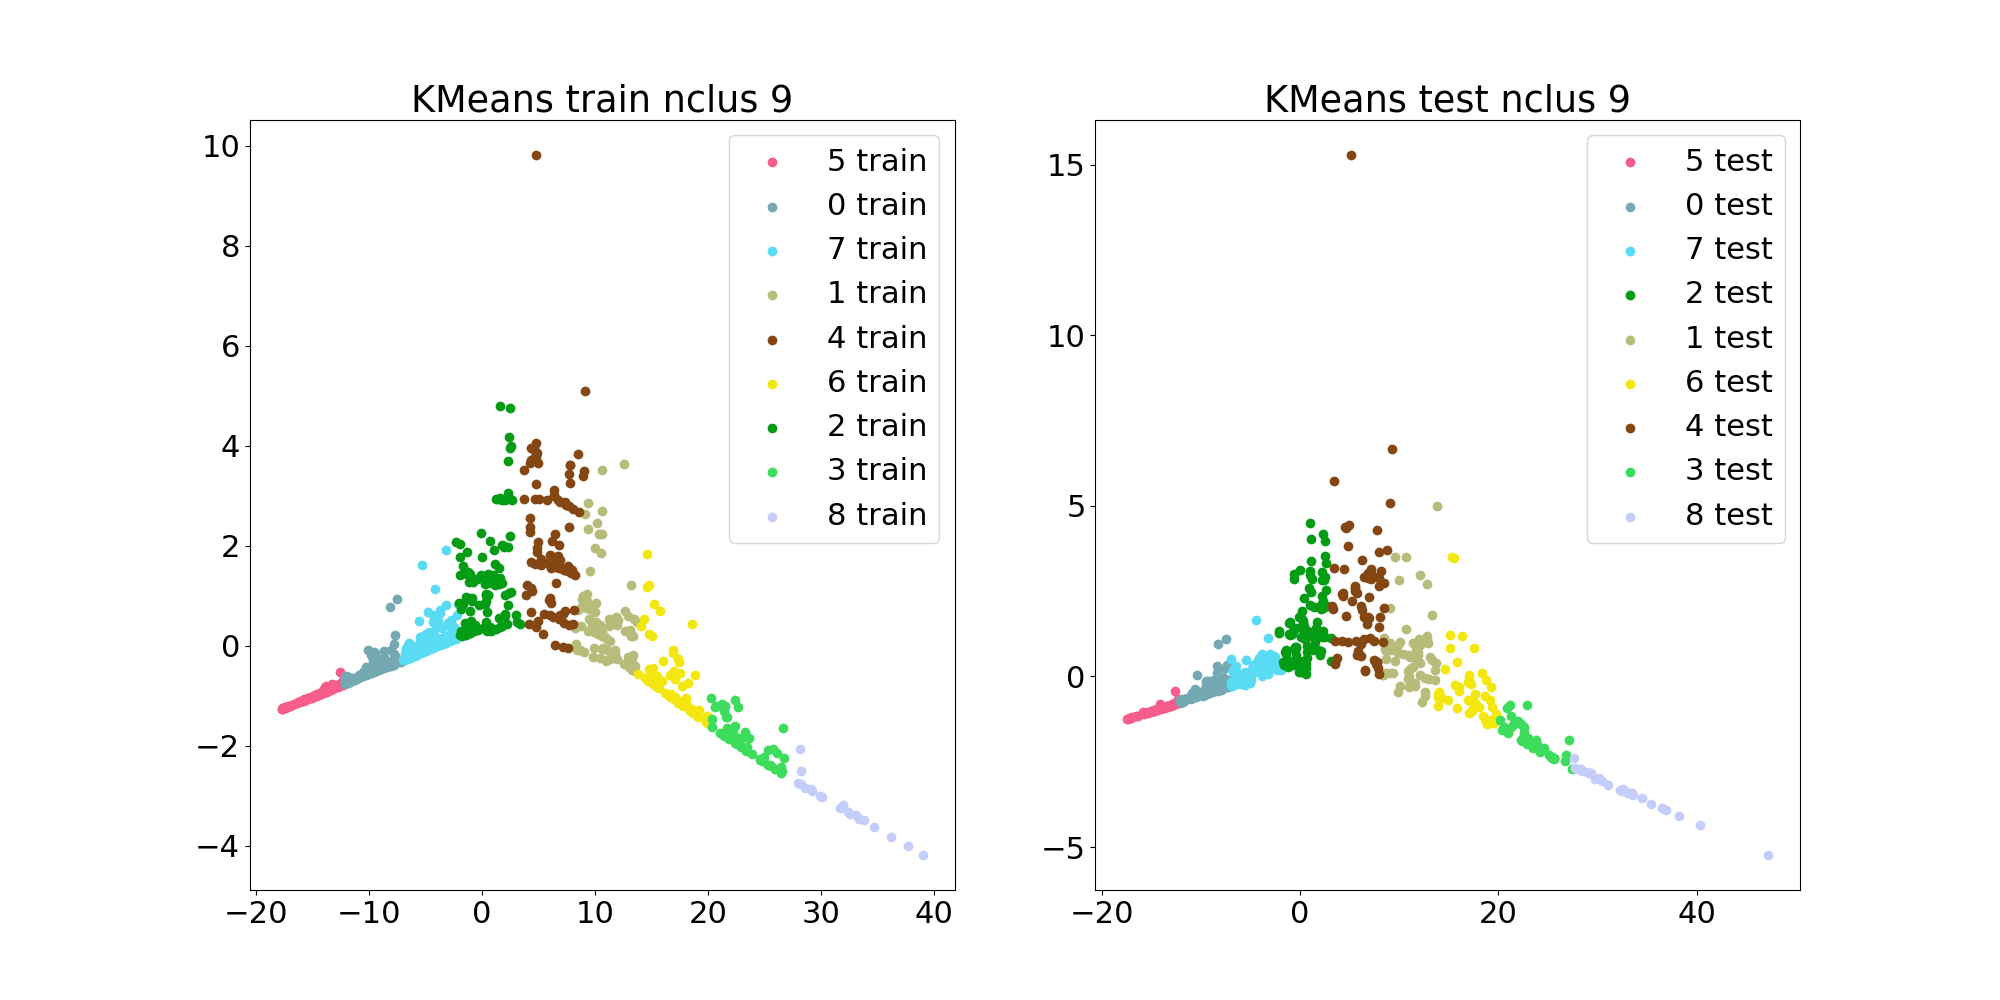 KMeans train nclus 9
10
8
6
4
2
0
−2
−4
−20 −10 0 10 20 30 40
5 train
0 train
7 train
1 train
4 train
6 train
2 train
3 train
8 train
KMeans test nclus 9
15
10
5
0
−5
−20 0 20 40
5 test
0 test
7 test
2 test
1 test
6 test
4 test
3 test
8 test